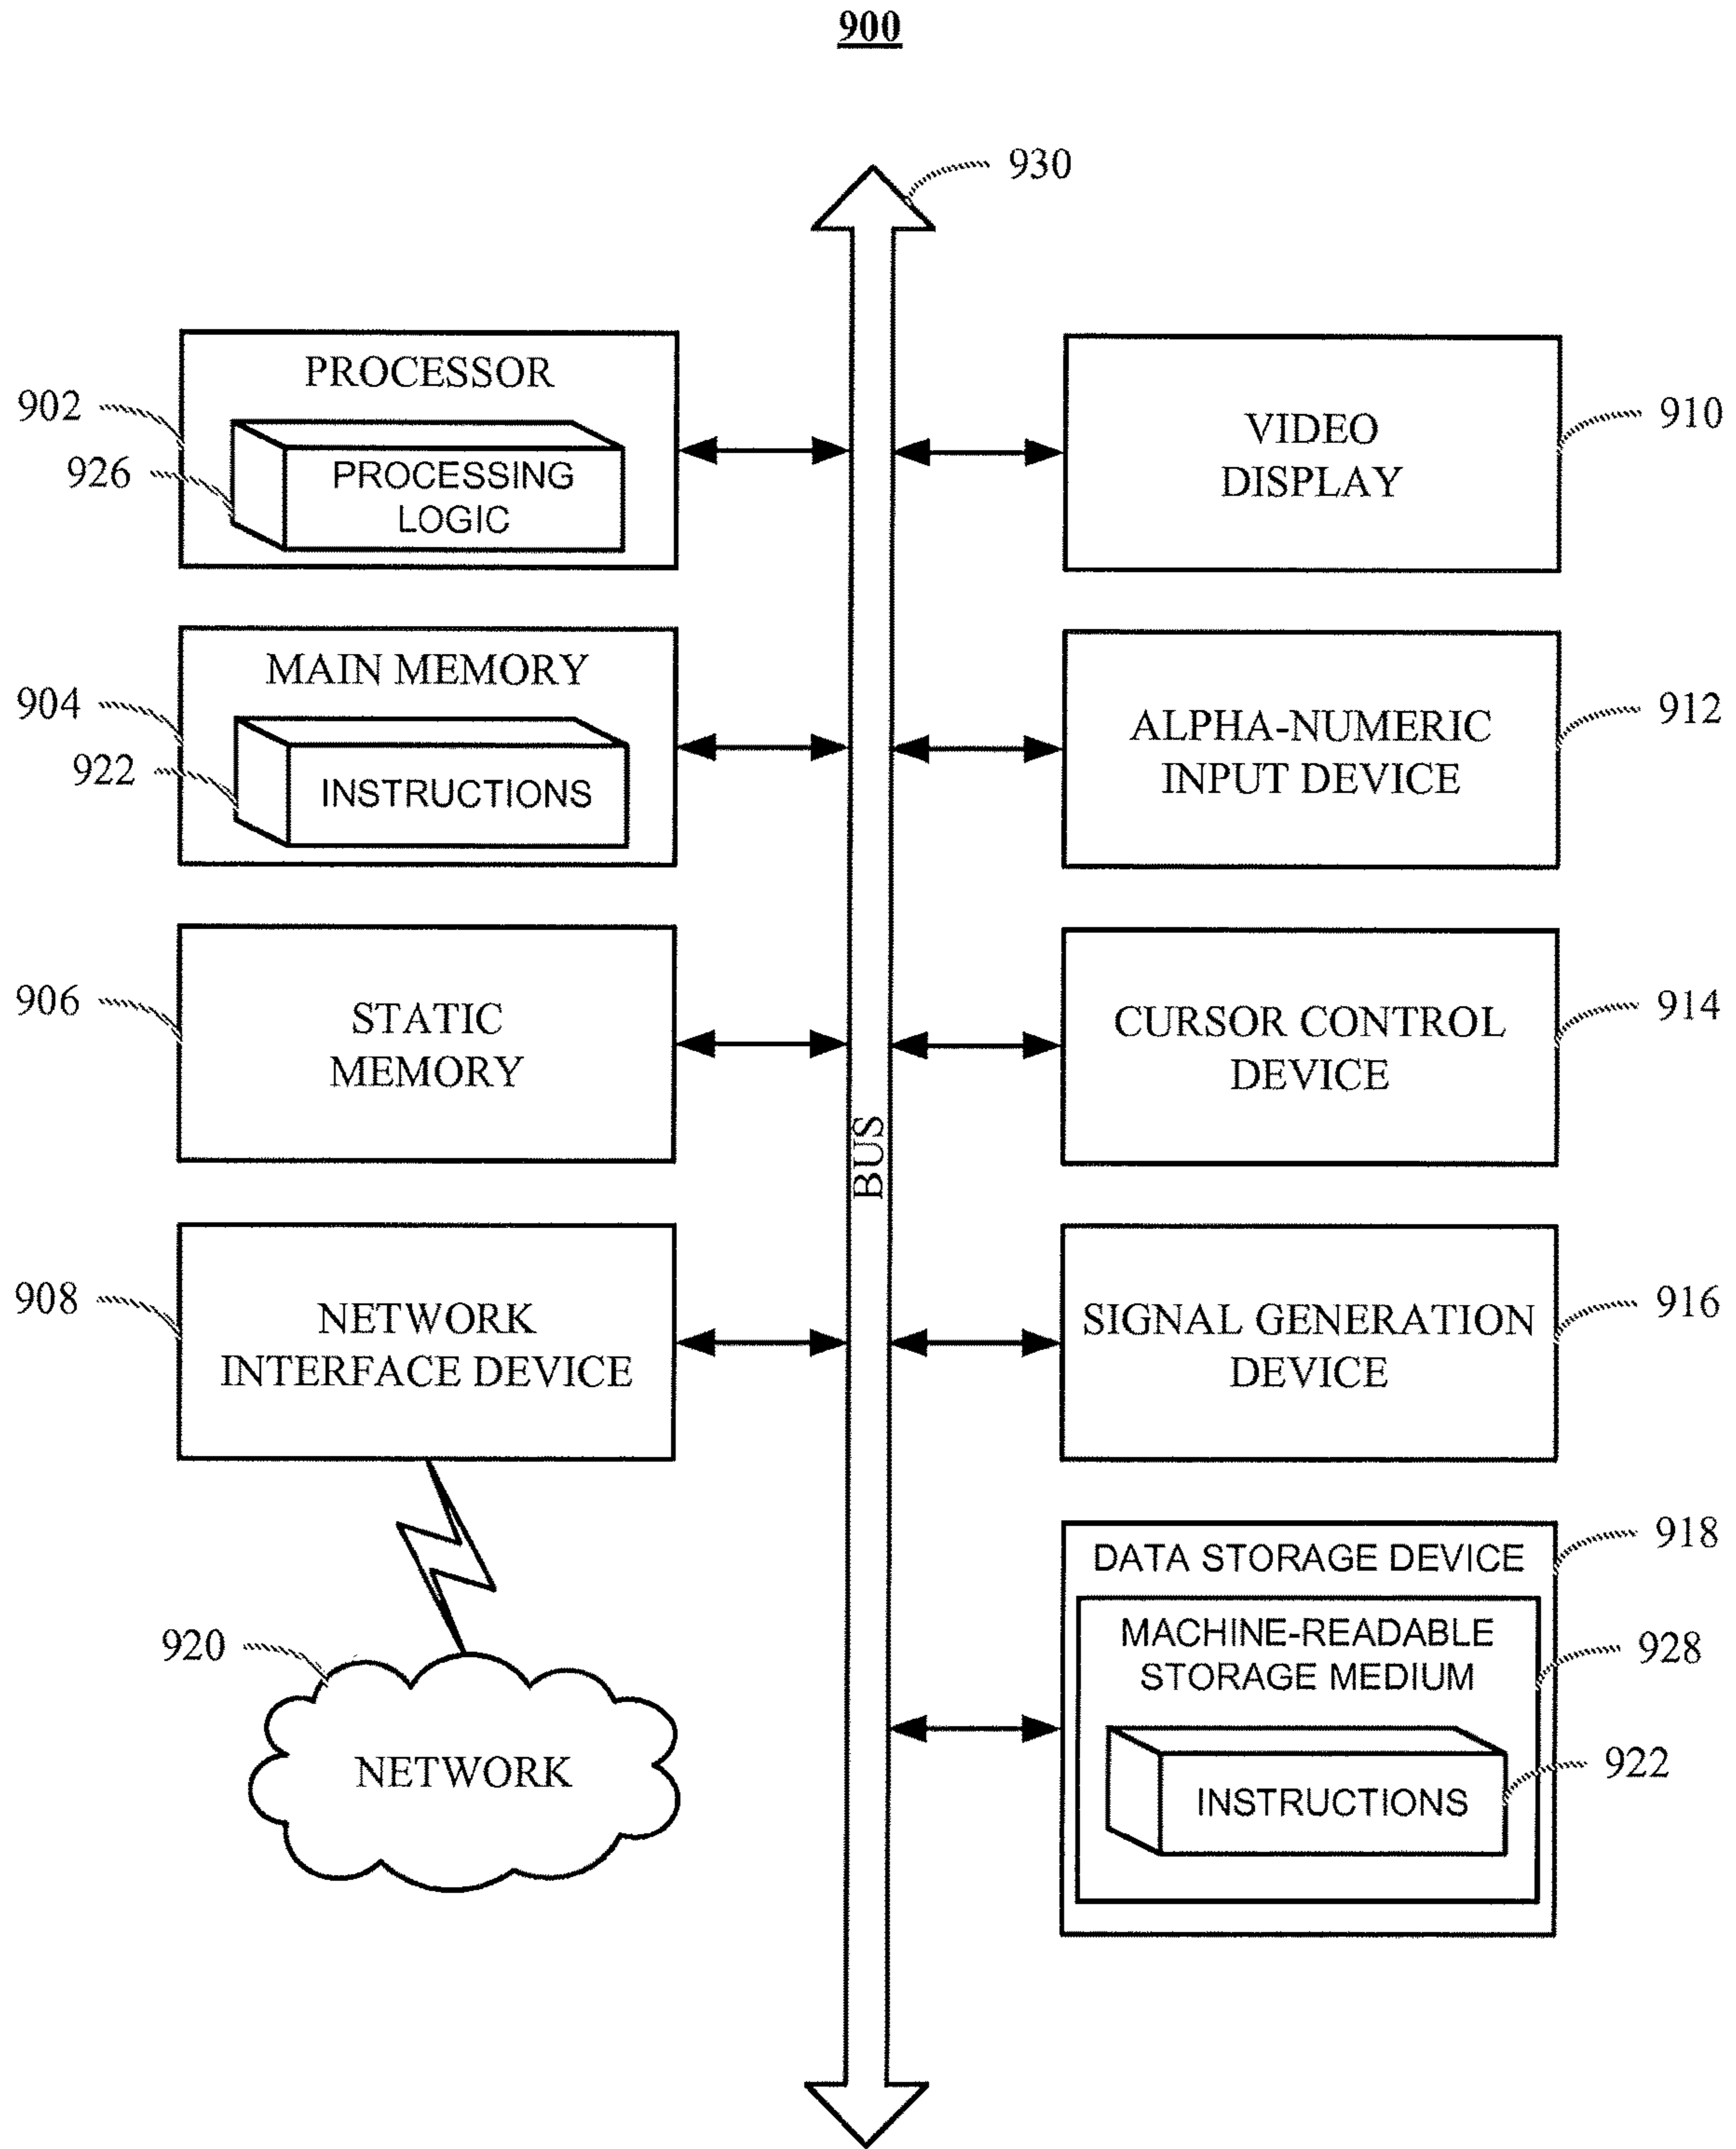 900
930
PROCESSOR
902
926
PROCESSING
LOGIC
MAIN MEMORY
904
922
INSTRUCTIONS
906
STATIC
MEMORY
908
NETWORK
INTERFACE DEVICE
920
NETWORK
BUS
VIDEO
DISPLAY
910
ALPHA-NUMERIC
INPUT DEVICE
912
CURSOR CONTROL
DEVICE
914
SIGNAL GENERATION
DEVICE
916
DATA STORAGE DEVICE
918
MACHINE-READABLE
STORAGE MEDIUM
928
INSTRUCTIONS
922